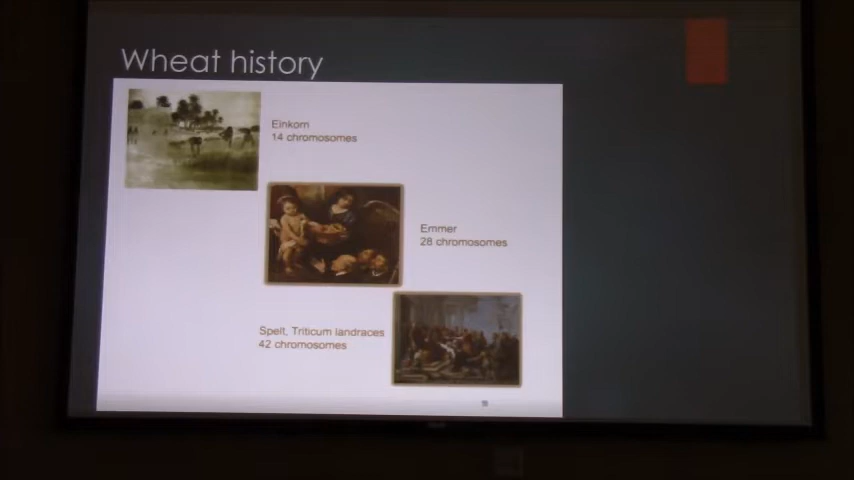 Wheat history
Einkorn
14 chromosomes
Emmer
28 chromosomes
Spelt, Triticum landraces
42 chromosomes